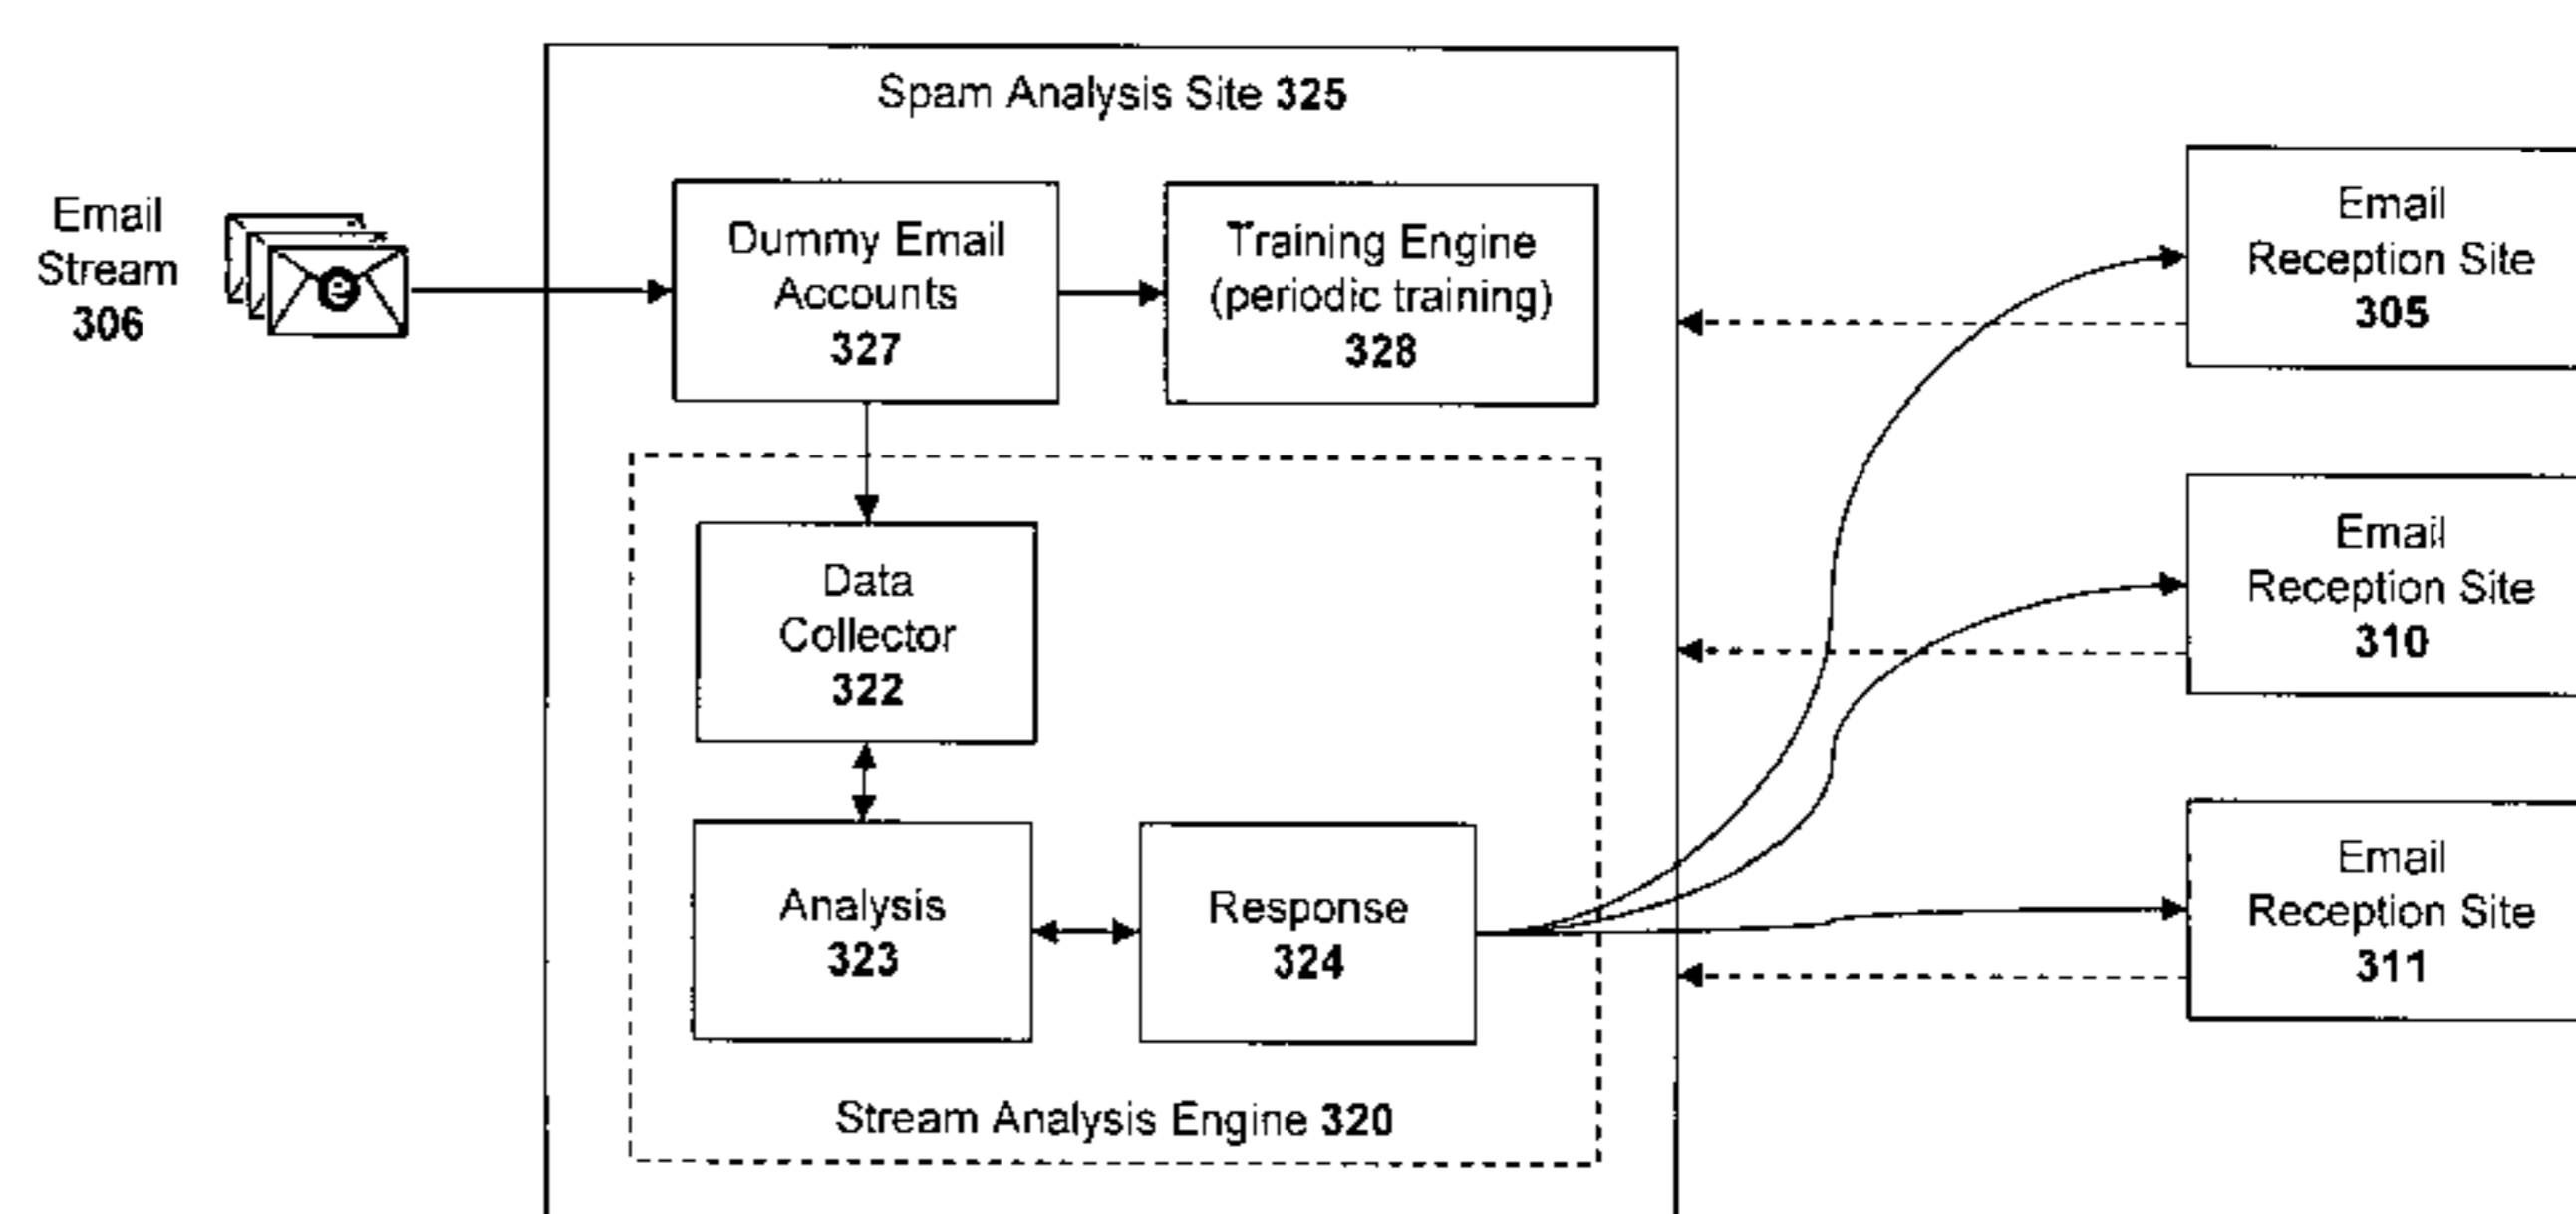 Spam Analysis Site 325
Email
Stream
306
e
Dummy Email
Accounts
327
Training Engine
(periodic training)
328
Data
Collector
322
Analysis
323
Response
324
Stream Analysis Engine 320
Email
Reception Site
305
Email
Reception Site
310
Email
Reception Site
311